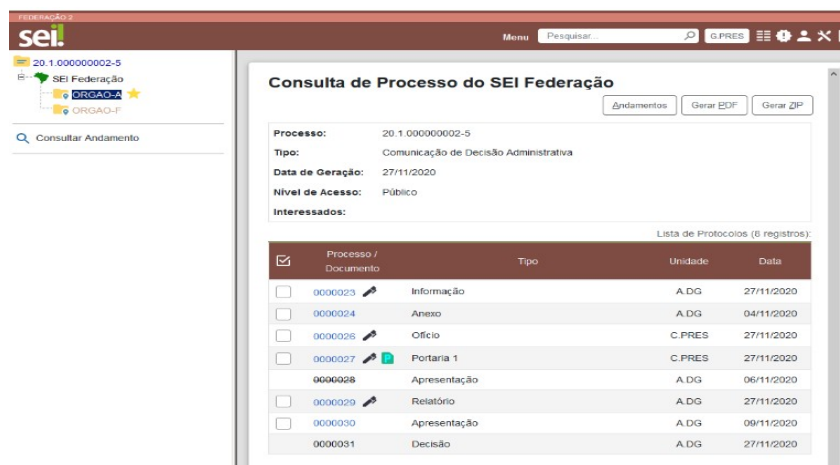 FEDERAÇÃO 2
sei!
Menu Pesquisar... G.PRES
20.1.000000002-5
SEI Federação
ORGAO-A
ORGAO-F
Consultar Andamento
Consulta de Processo do SEI Federação
Andamentos Gerar PDF Gerar ZIP
Processo: 20.1.000000002-5
Tipo: Comunicação de Decisão Administrativa
Data de Geração: 27/11/2020
Nível de Acesso: Público
Interessados:
Lista de Protocolos (8 registros):
Processo / Documento Tipo Unidade Data
0000023 Informação A.DG 27/11/2020
0000024 Anexo A.DG 04/11/2020
0000026 Ofício C.PRES 27/11/2020
0000027 P Portaria 1 C.PRES 27/11/2020
0000028 Apresentação A.DG 06/11/2020
0000029 Relatório A.DG 27/11/2020
0000030 Apresentação A.DG 09/11/2020
0000031 Decisão A.DG 27/11/2020